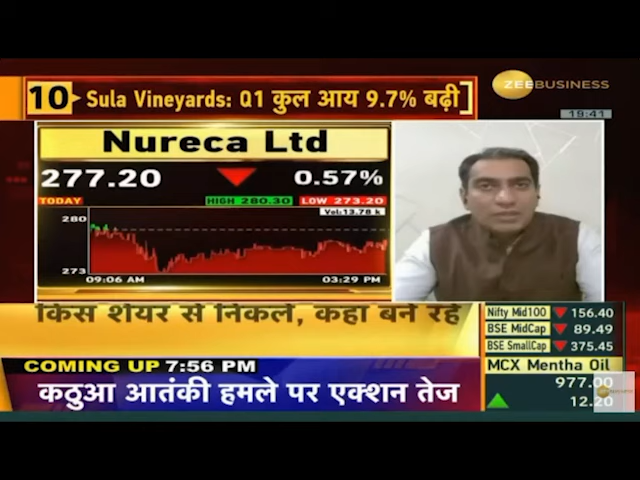 10 Sula Vineyards: Q1 कुल आय 9.7% बढ़ी
ZEEBUSINESS
19:41
Nureca Ltd
277.20 0.57%
TODAY HIGH 280.30 LOW 273.20
Vol:13.78 k
280
273
09:06 AM 03:29 PM
किस शेयर से निकलें, कहां बने रहें
Nifty Mid100 156.40
BSE MidCap 89.49
BSE SmallCap 375.45
MCX Mentha Oil
977.00
12.20
COMING UP 7:56 PM
कठुआ आतंकी हमले पर एक्शन तेज